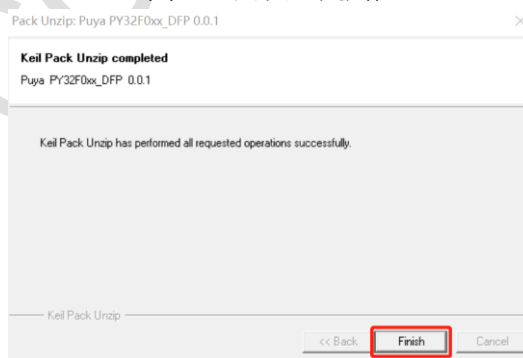 Pack Unzip: Puya PY32F0xx_DFP 0.0.1
Keil Pack Unzip completed
Puya PY32F0xx_DFP 0.0.1
Keil Pack Unzip has performed all requested operations successfully.
Keil Pack Unzip
<< Back Finish Cancel